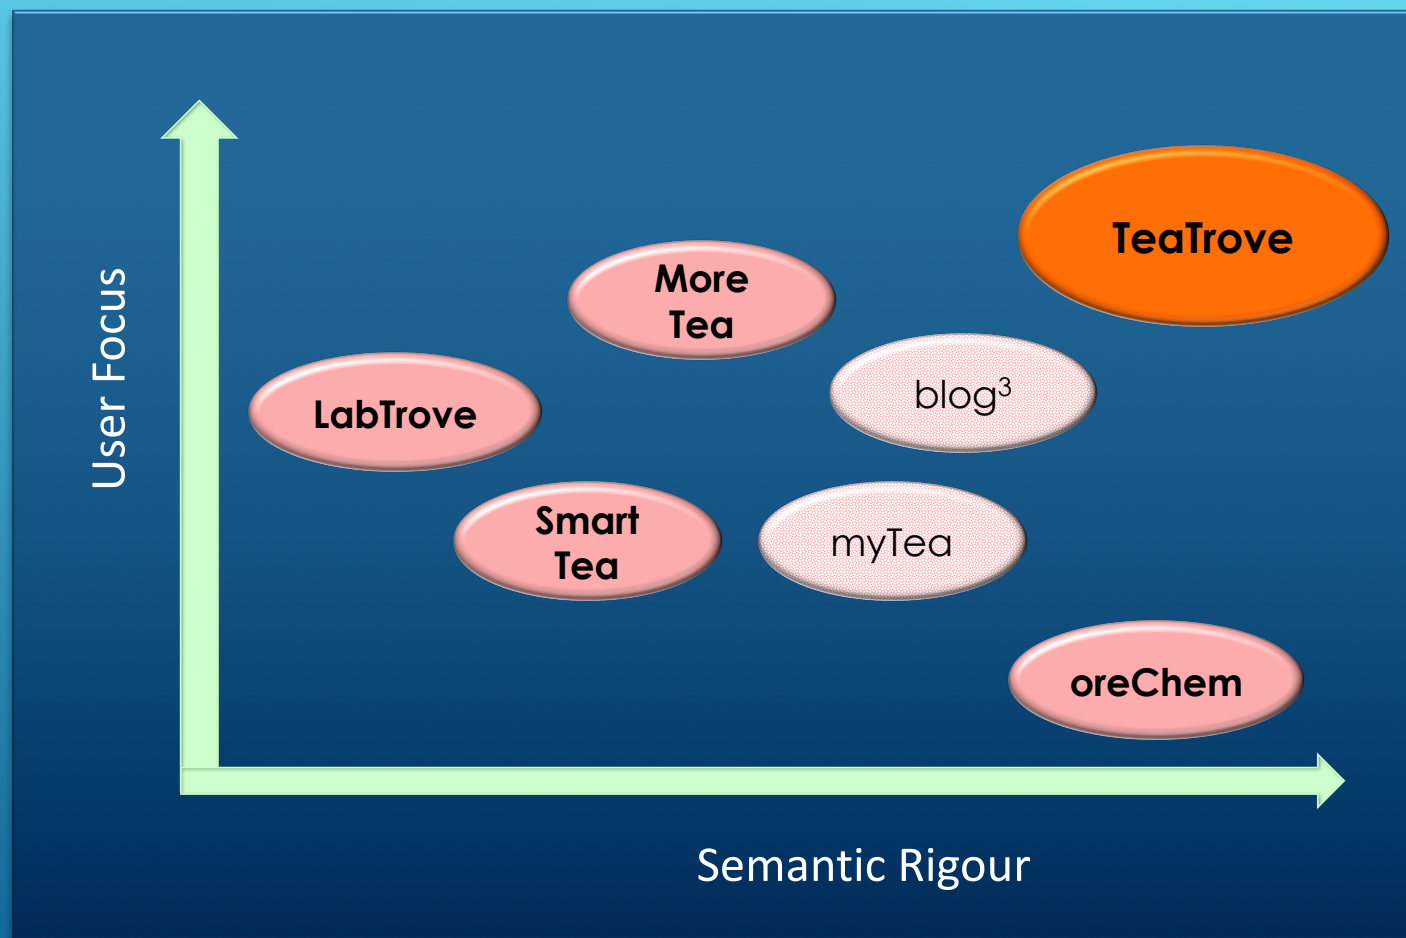 TeaTrove
More
Tea
User Focus
blog³
LabTrove
Smart
Tea
myTea
oreChem
Semantic Rigour